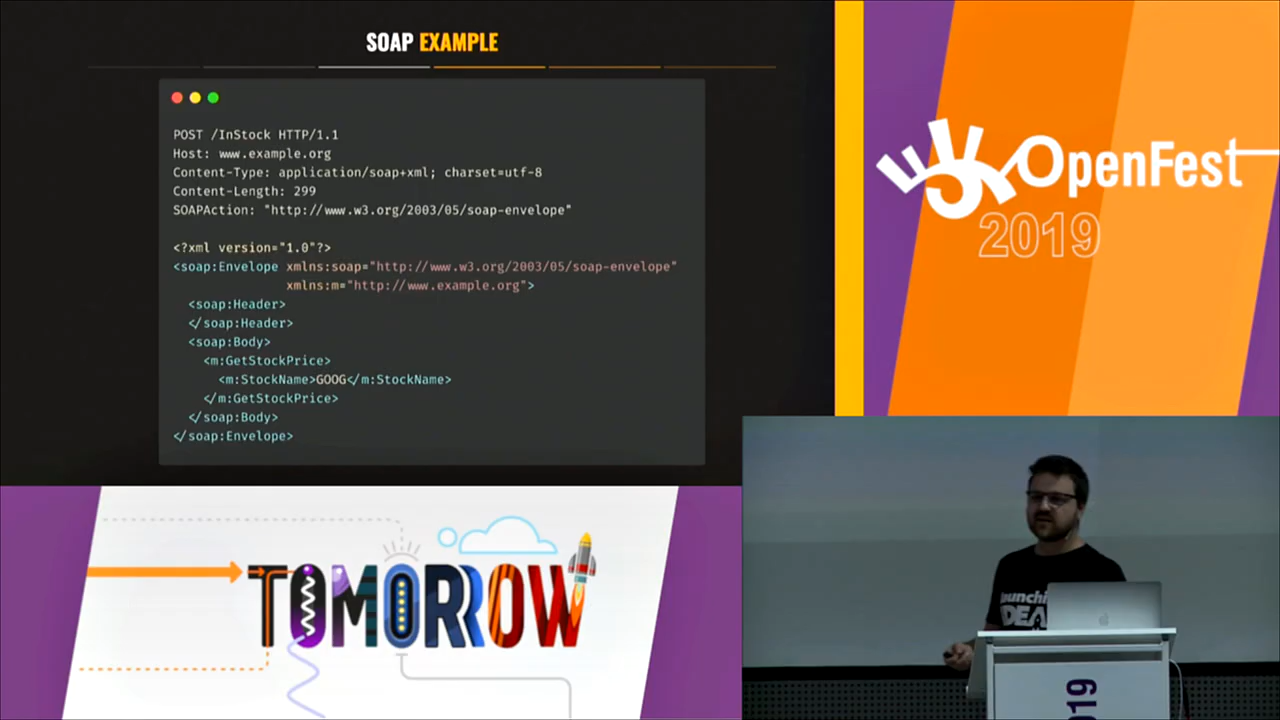 SOAP EXAMPLE
POST /InStock HTTP/1.1
Host: www.example.org
Content-Type: application/soap+xml; charset=utf-8
Content-Length: 299
SOAPAction: "http://www.w3.org/2003/05/soap-envelope"
<?xml version="1.0"?>
<soap:Envelope xmlns:soap="http://www.w3.org/2003/05/soap-envelope"
xmlns:m="http://www.example.org">
<soap:Header>
</soap:Header>
<soap:Body>
<m:GetStockPrice>
<m:StockName>GOOG</m:StockName>
</m:GetStockPrice>
</soap:Body>
</soap:Envelope>
OpenFest
2019
TOMORROW
19